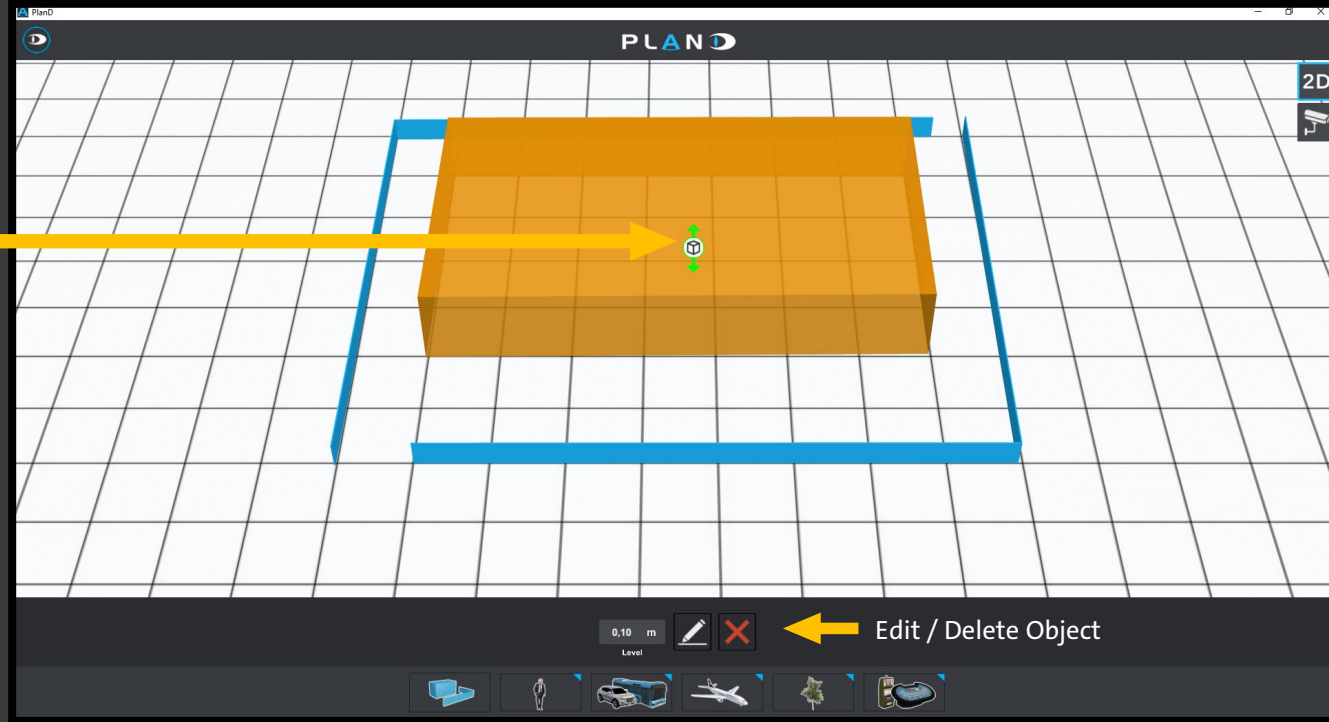 PlanD
PLAND
2D
0,10 m
Level
Edit / Delete Object